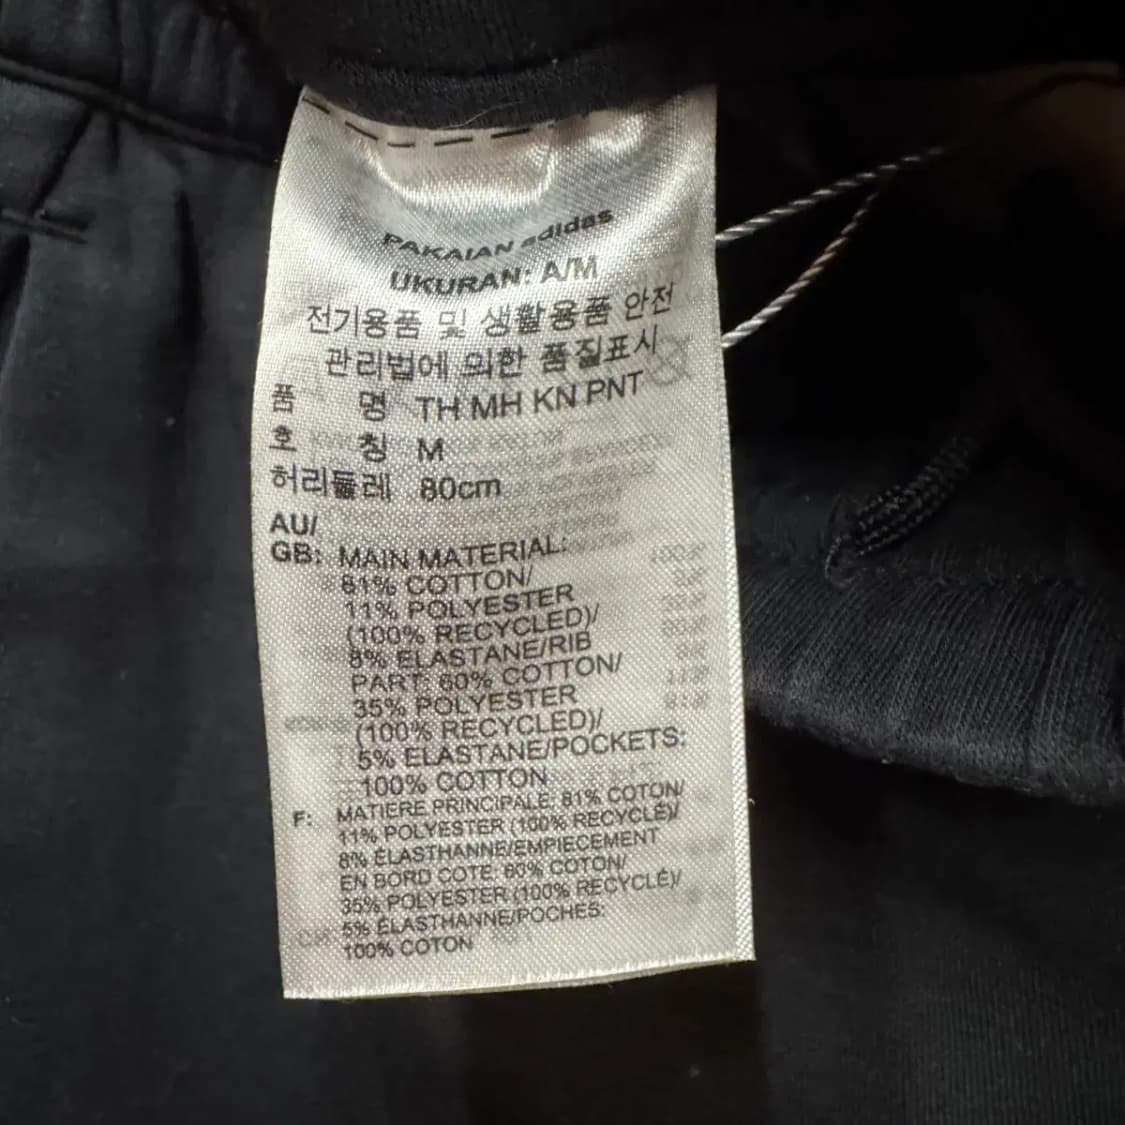 PAKAIAN adidas
UKURAN: A/M
전기용품 및 생활용품 안전
관리법에 의한 품질표시
품 명 TH MH KN PNT
호 칭 M
허리둘레 80cm
AU/
GB: MAIN MATERIAL:
81% COTTON/
11% POLYESTER
(100% RECYCLED)/
8% ELASTANE/RIB
PART: 60% COTTON/
35% POLYESTER
(100% RECYCLED)/
5% ELASTANE/POCKETS:
100% COTTON
F: MATIERE PRINCIPALE: 81% COTON/
11% POLYESTER (100% RECYCLÉ)/
8% ÉLASTHANNE/EMPIECEMENT
EN BORD COTE: 60% COTON/
35% POLYESTER (100% RECYCLÉ)/
5% ÉLASTHANNE/POCHES:
100% COTON